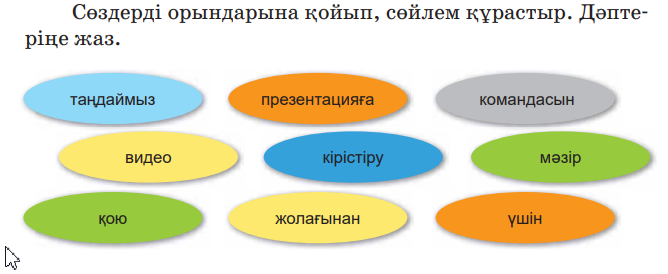 Сөздерді орындарына қойып, сөйлем құрастыр. Дәпте-
ріңе жаз.
таңдаймыз презентацияға командасын
видео кірістіру мәзір
қою жолағынан үшін